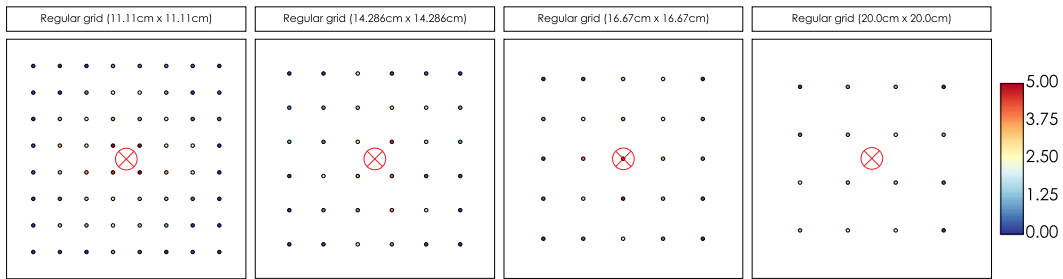 Regular grid (11.11cm x 11.11cm)
Regular grid (14.286cm x 14.286cm)
Regular grid (16.67cm x 16.67cm)
Regular grid (20.0cm x 20.0cm)
5.00
3.75
2.50
1.25
0.00